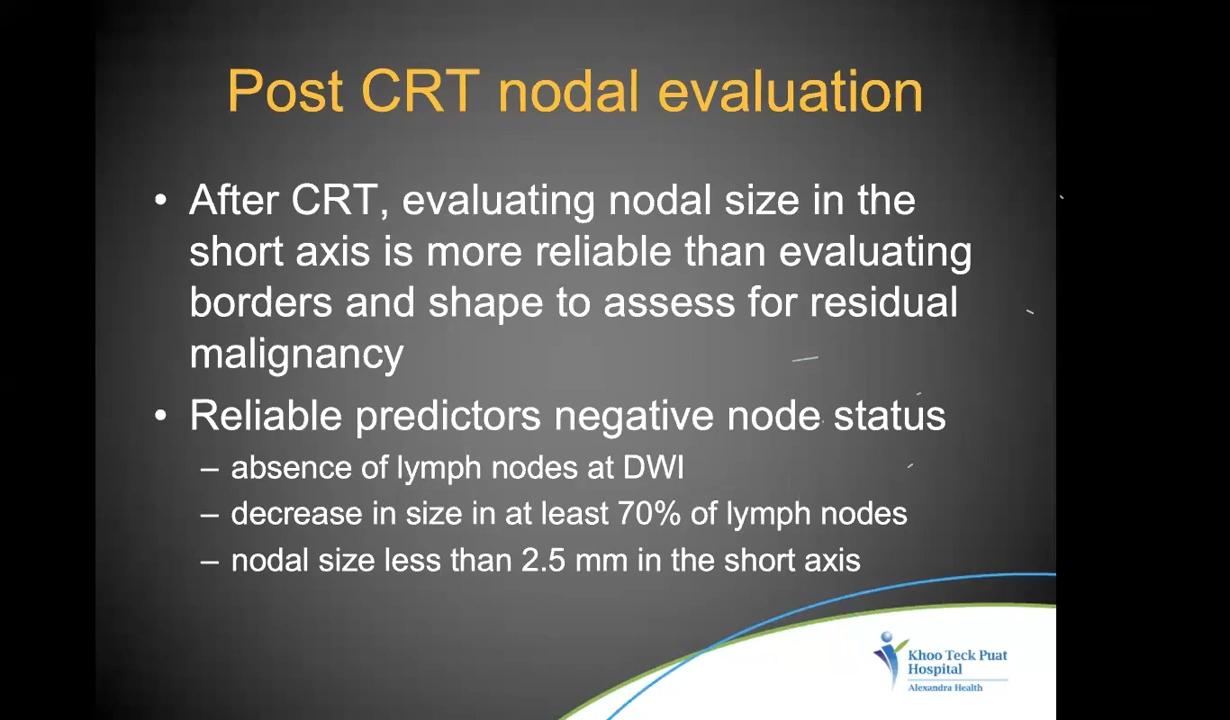 Post CRT nodal evaluation
• After CRT, evaluating nodal size in the
short axis is more reliable than evaluating
borders and shape to assess for residual
malignancy
• Reliable predictors negative node status
– absence of lymph nodes at DWI
– decrease in size in at least 70% of lymph nodes
– nodal size less than 2.5 mm in the short axis
Khoo Teck Puat
Hospital
Alexandra Health